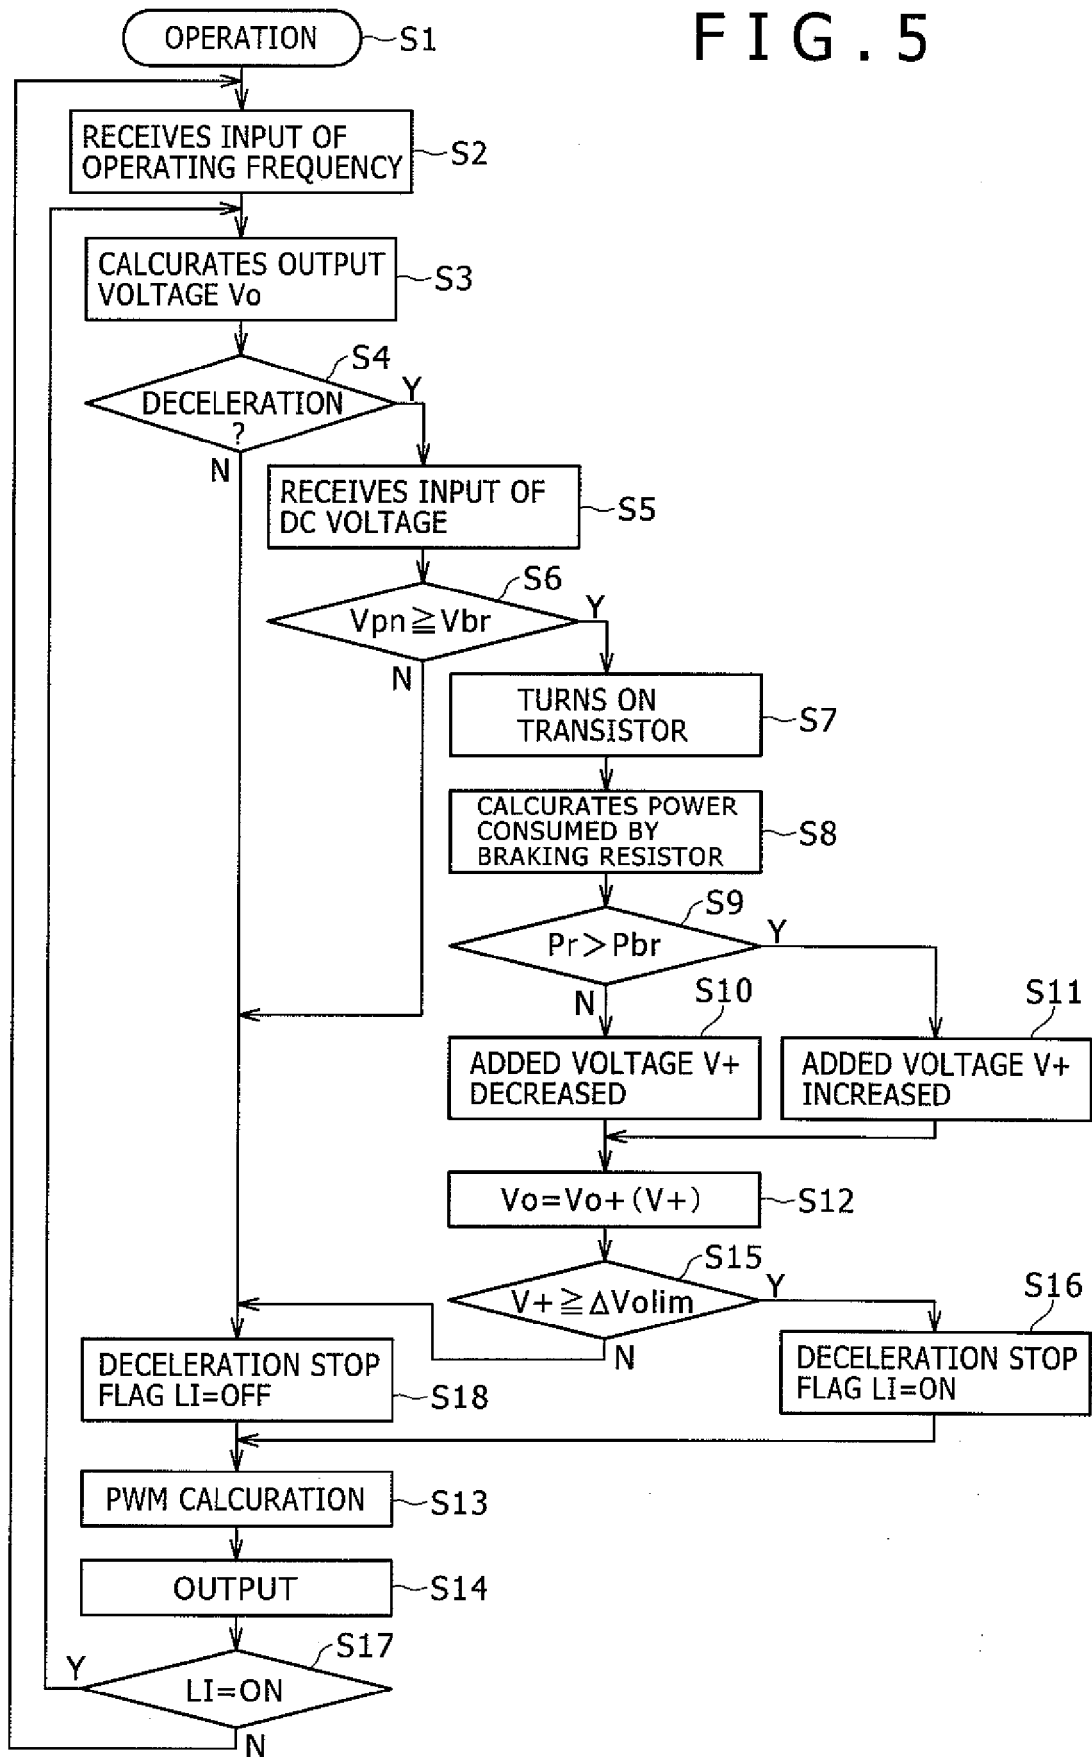 FIG.5
OPERATION
S1
RECEIVES INPUT OF
OPERATING FREQUENCY
S2
CALCURATES OUTPUT
VOLTAGE Vo
S3
S4
DECELERATION
?
Y
N
RECEIVES INPUT OF
DC VOLTAGE
S5
S6
Vpn≧Vbr
Y
N
TURNS ON
TRANSISTOR
S7
CALCURATES POWER
CONSUMED BY
BRAKING RESISTOR
S8
S9
Pr>Pbr
Y
N
S10
ADDED VOLTAGE V+
DECREASED
S11
ADDED VOLTAGE V+
INCREASED
Vo=Vo+(V+)
S12
S15
V+≧ΔVolim
Y
N
S16
DECELERATION STOP
FLAG LI=ON
DECELERATION STOP
FLAG LI=OFF
S18
PWM CALCURATION
S13
OUTPUT
S14
S17
LI=ON
Y
N